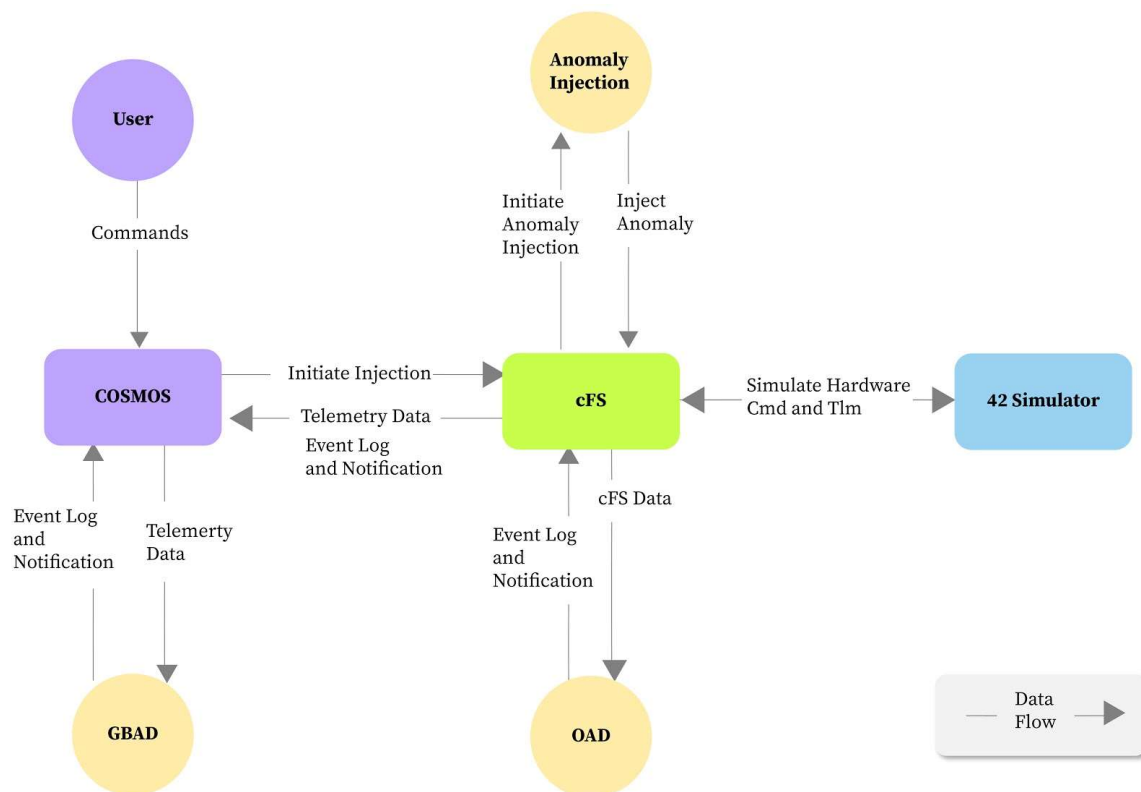 Anomaly
Injection
User
Initiate
Anomaly
Injection
Inject
Anomaly
Commands
COSMOS
Initiate Injection
Telemetry Data
Event Log
and Notification
cFS
Simulate Hardware
Cmd and Tlm
42 Simulator
Event Log
and
Notification
Telemerty
Data
cFS Data
Event Log
and
Notification
GBAD
OAD
Data
Flow